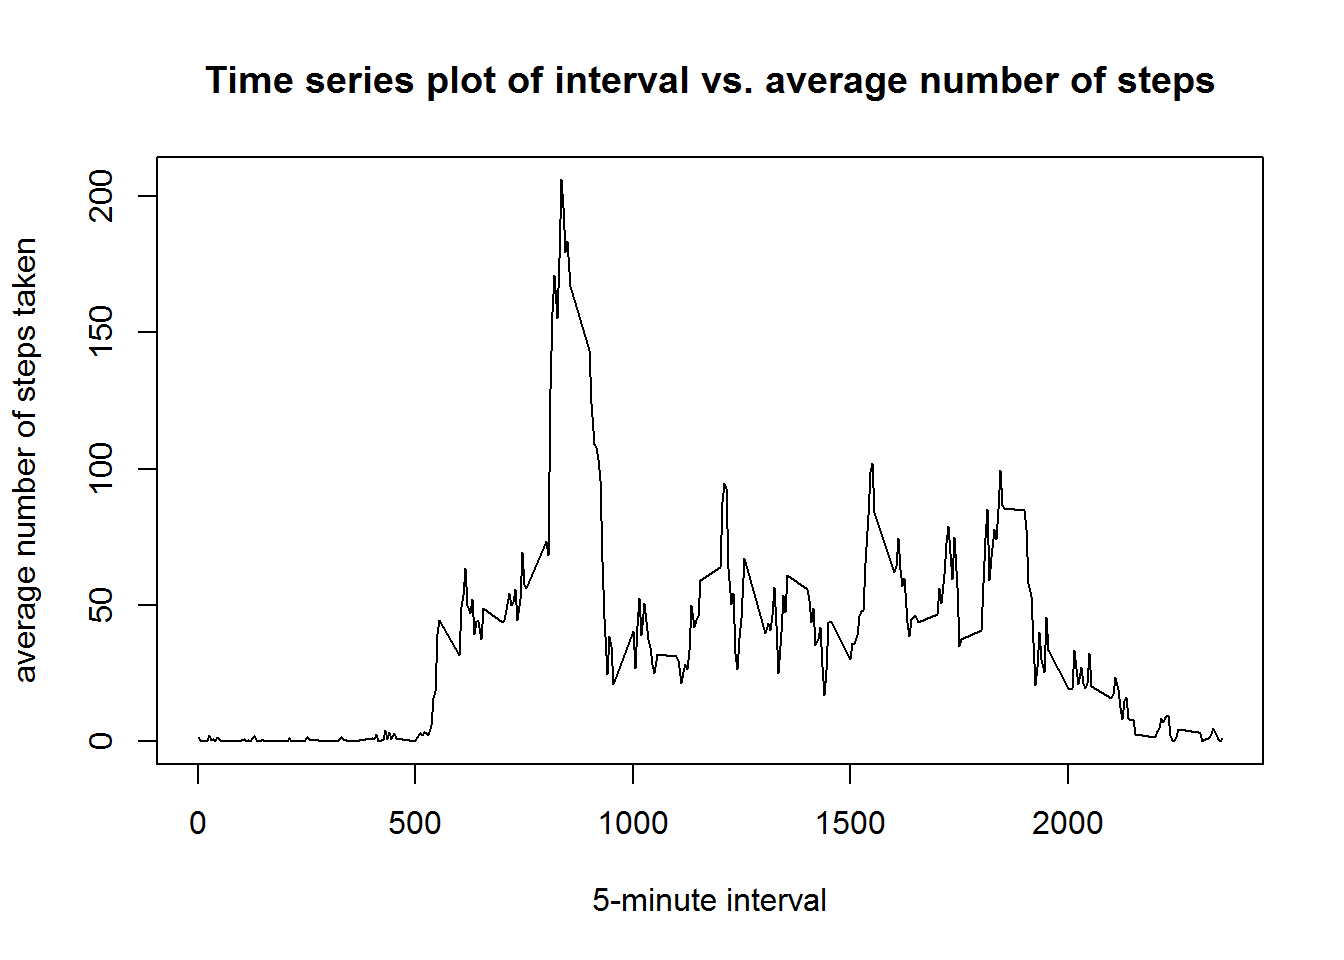 Time series plot of interval vs. average number of steps
average number of steps taken
200
150
100
50
0
0 500 1000 1500 2000
5-minute interval